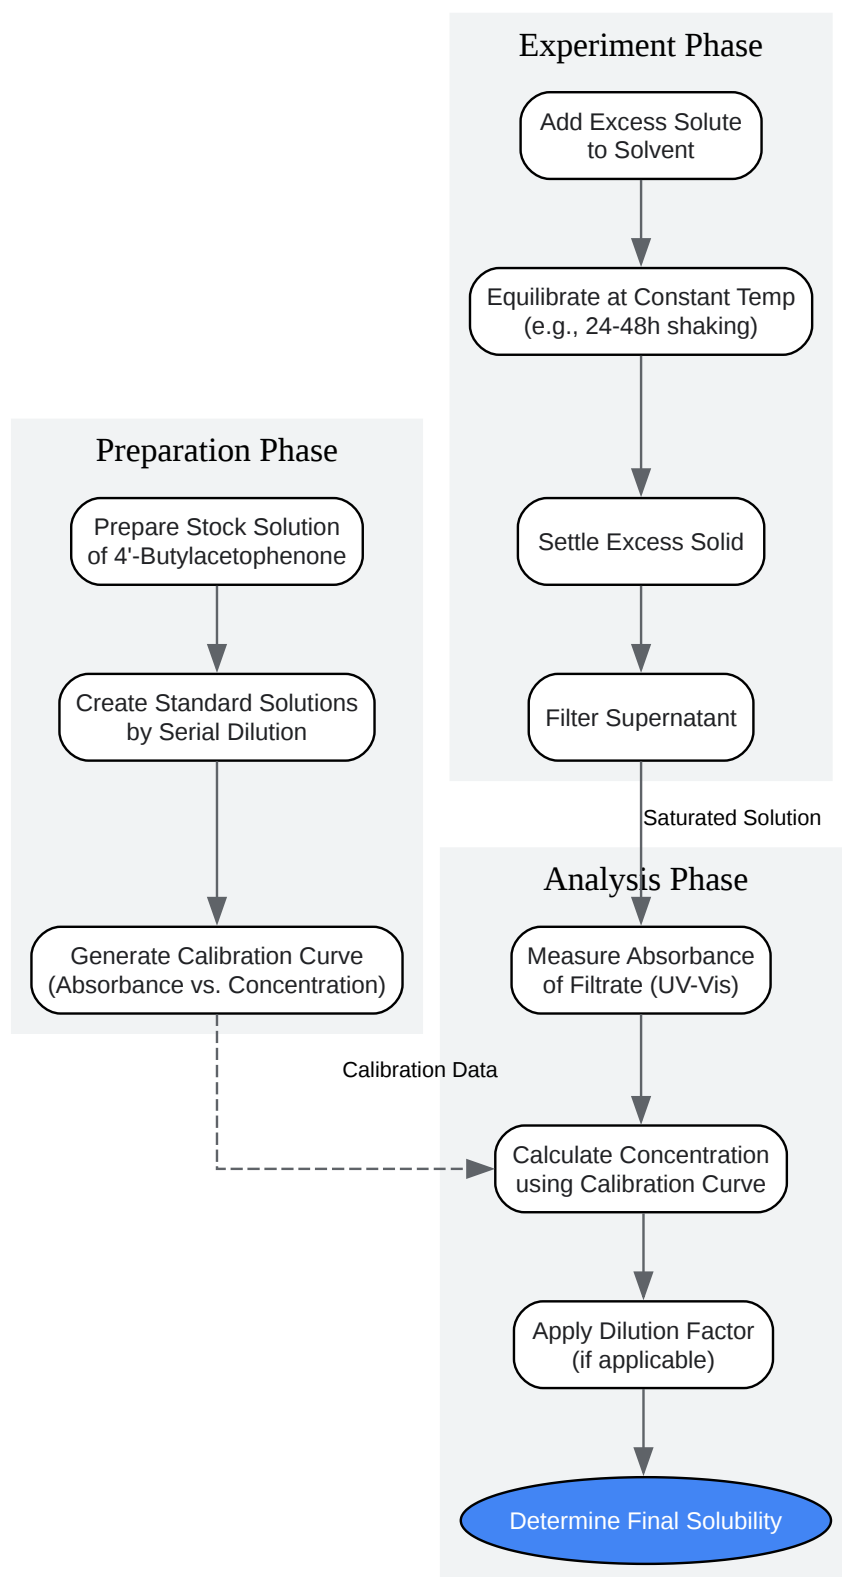 Experiment Phase
Add Excess Solute
to Solvent
Equilibrate at Constant Temp
(e.g., 24-48h shaking)
Settle Excess Solid
Filter Supernatant
Saturated Solution
Preparation Phase
Prepare Stock Solution
of 4'-Butylacetophenone
Create Standard Solutions
by Serial Dilution
Generate Calibration Curve
(Absorbance vs. Concentration)
Calibration Data
Analysis Phase
Measure Absorbance
of Filtrate (UV-Vis)
Calculate Concentration
using Calibration Curve
Apply Dilution Factor
(if applicable)
Determine Final Solubility